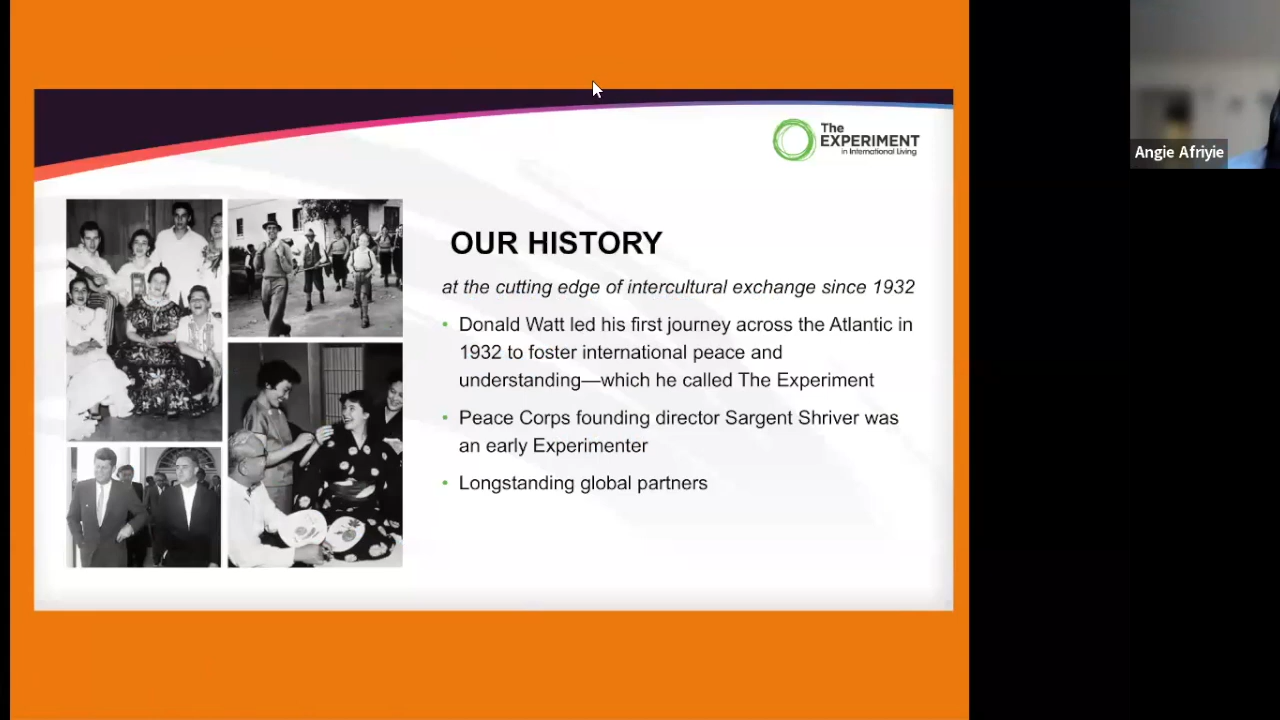 The
EXPERIMENT
in International Living
Angie Afriyie
OUR HISTORY
at the cutting edge of intercultural exchange since 1932
• Donald Watt led his first journey across the Atlantic in
1932 to foster international peace and
understanding—which he called The Experiment
• Peace Corps founding director Sargent Shriver was
an early Experimenter
• Longstanding global partners